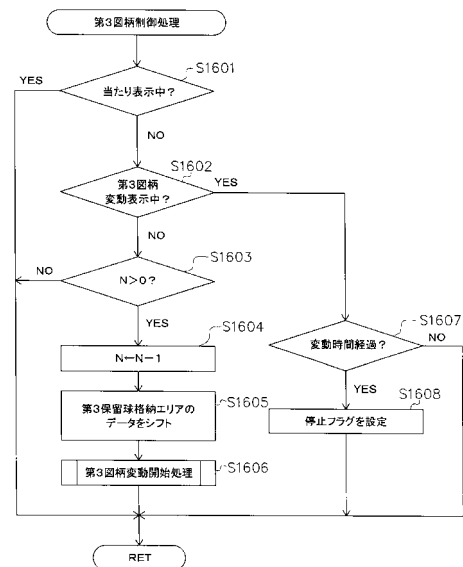 第3図柄制御処理
S1601
YES
当たり表示中？
NO
S1602
第3図柄
変動表示中？
YES
NO
S1603
NO
N＞0？
YES
S1604
N←N－1
S1605
第3保留球格納エリアの
データをシフト
S1606
第3図柄変動開始処理
S1607
変動時間経過？
NO
YES
S1608
停止フラグを設定
RET